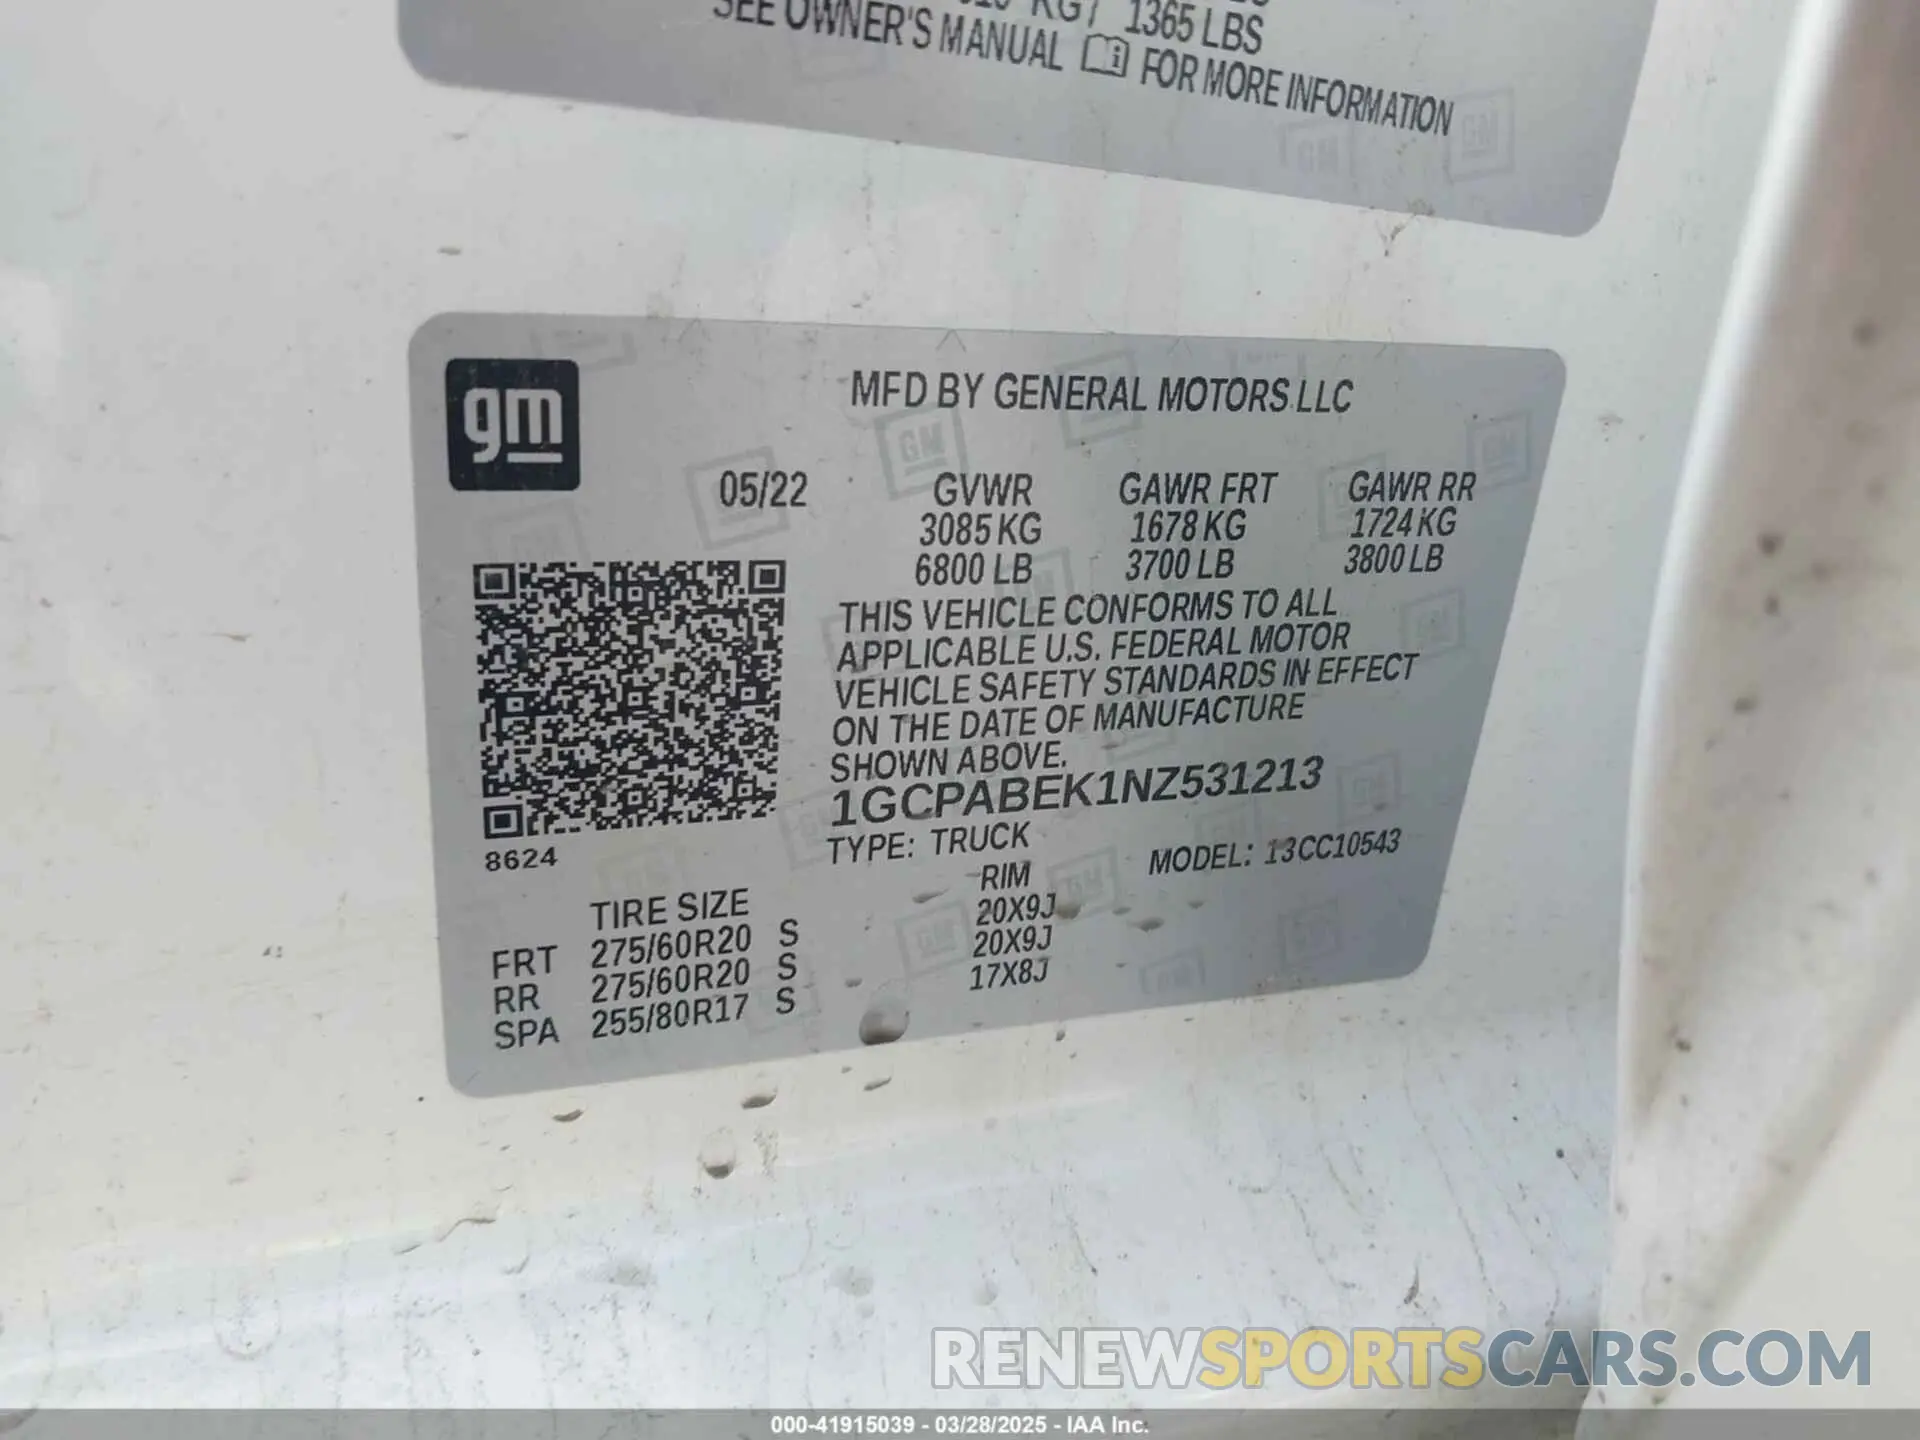 KG/ 1365 LBS
SEE OWNER'S MANUAL FOR MORE INFORMATION
gm
MFD BY GENERAL MOTORS LLC
05/22 GVWR GAWR FRT GAWR RR
3085 KG 1678 KG 1724 KG
6800 LB 3700 LB 3800 LB
THIS VEHICLE CONFORMS TO ALL
APPLICABLE U.S. FEDERAL MOTOR
VEHICLE SAFETY STANDARDS IN EFFECT
ON THE DATE OF MANUFACTURE
SHOWN ABOVE.
1GCPABEK1NZ531213
8624
TYPE: TRUCK MODEL: 13CC10543
TIRE SIZE RIM
FRT 275/60R20 S 20X9J
RR 275/60R20 S 20X9J
SPA 255/80R17 S 17X8J
RENEWSPORTSCARS.COM
000-41915039 - 03/28/2025 - IAA Inc.